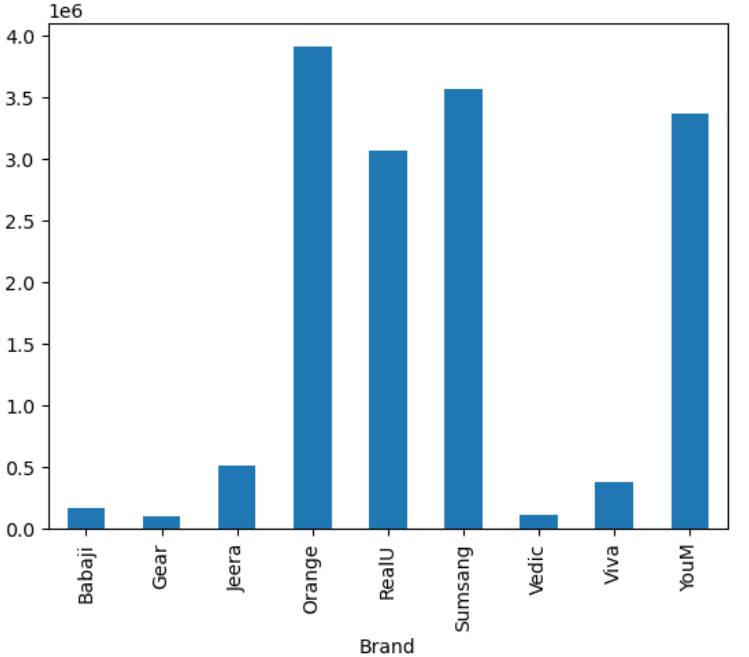 1e6
4.0
3.5
3.0
2.5
2.0
1.5
1.0
0.5
0.0
Babaji
Gear
Jeera
Orange
RealU
Sumsang
Vedic
Viva
YouM
Brand